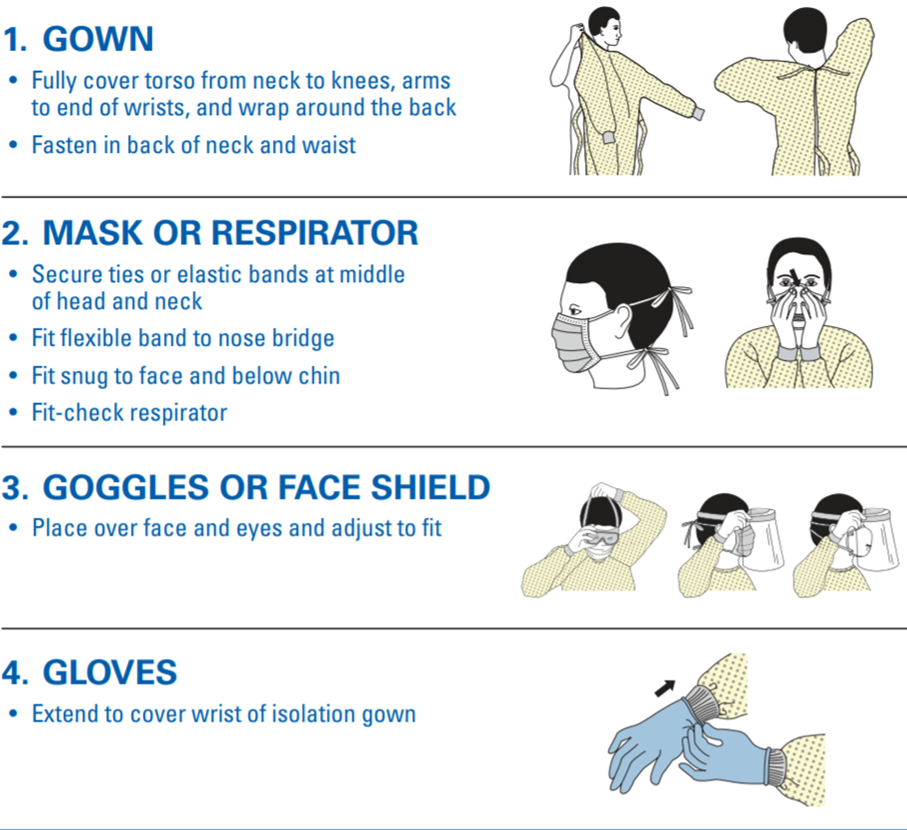 1. GOWN
• Fully cover torso from neck to knees, arms
to end of wrists, and wrap around the back
• Fasten in back of neck and waist
2. MASK OR RESPIRATOR
• Secure ties or elastic bands at middle
of head and neck
• Fit flexible band to nose bridge
• Fit snug to face and below chin
• Fit-check respirator
3. GOGGLES OR FACE SHIELD
• Place over face and eyes and adjust to fit
4. GLOVES
• Extend to cover wrist of isolation gown